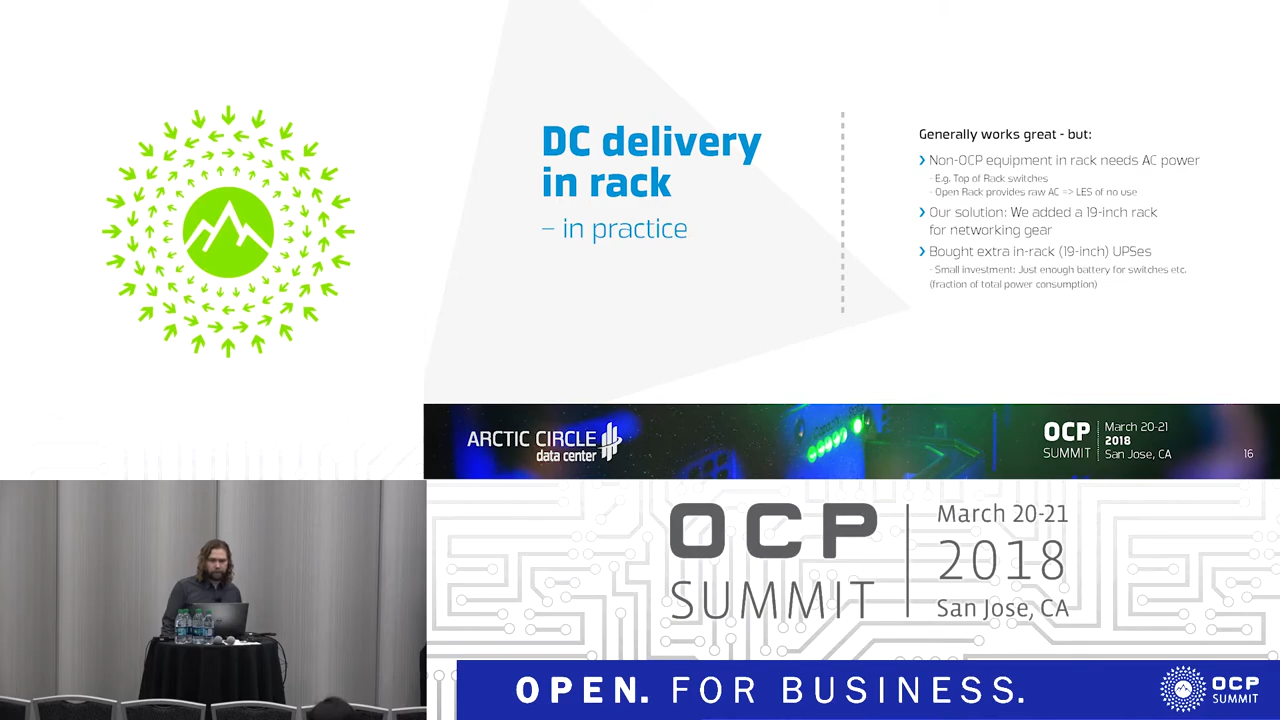 DC delivery
in rack
– in practice
Generally works great - but:
Non-OCP equipment in rack needs AC power
- E.g. Top of Rack switches
- Open Rack provides raw AC => LES of no use
Our solution: We added a 19-inch rack
for networking gear
Bought extra in-rack (19-inch) UPSes
- Small investment: Just enough battery for switches etc.
(fraction of total power consumption)
ARCTIC CIRCLE
data center
OCP
SUMMIT
March 20-21
2018
San Jose, CA
16
OCP
SUMMIT
March 20-21
2018
San Jose, CA
OPEN. FOR BUSINESS.
OCP
SUMMIT